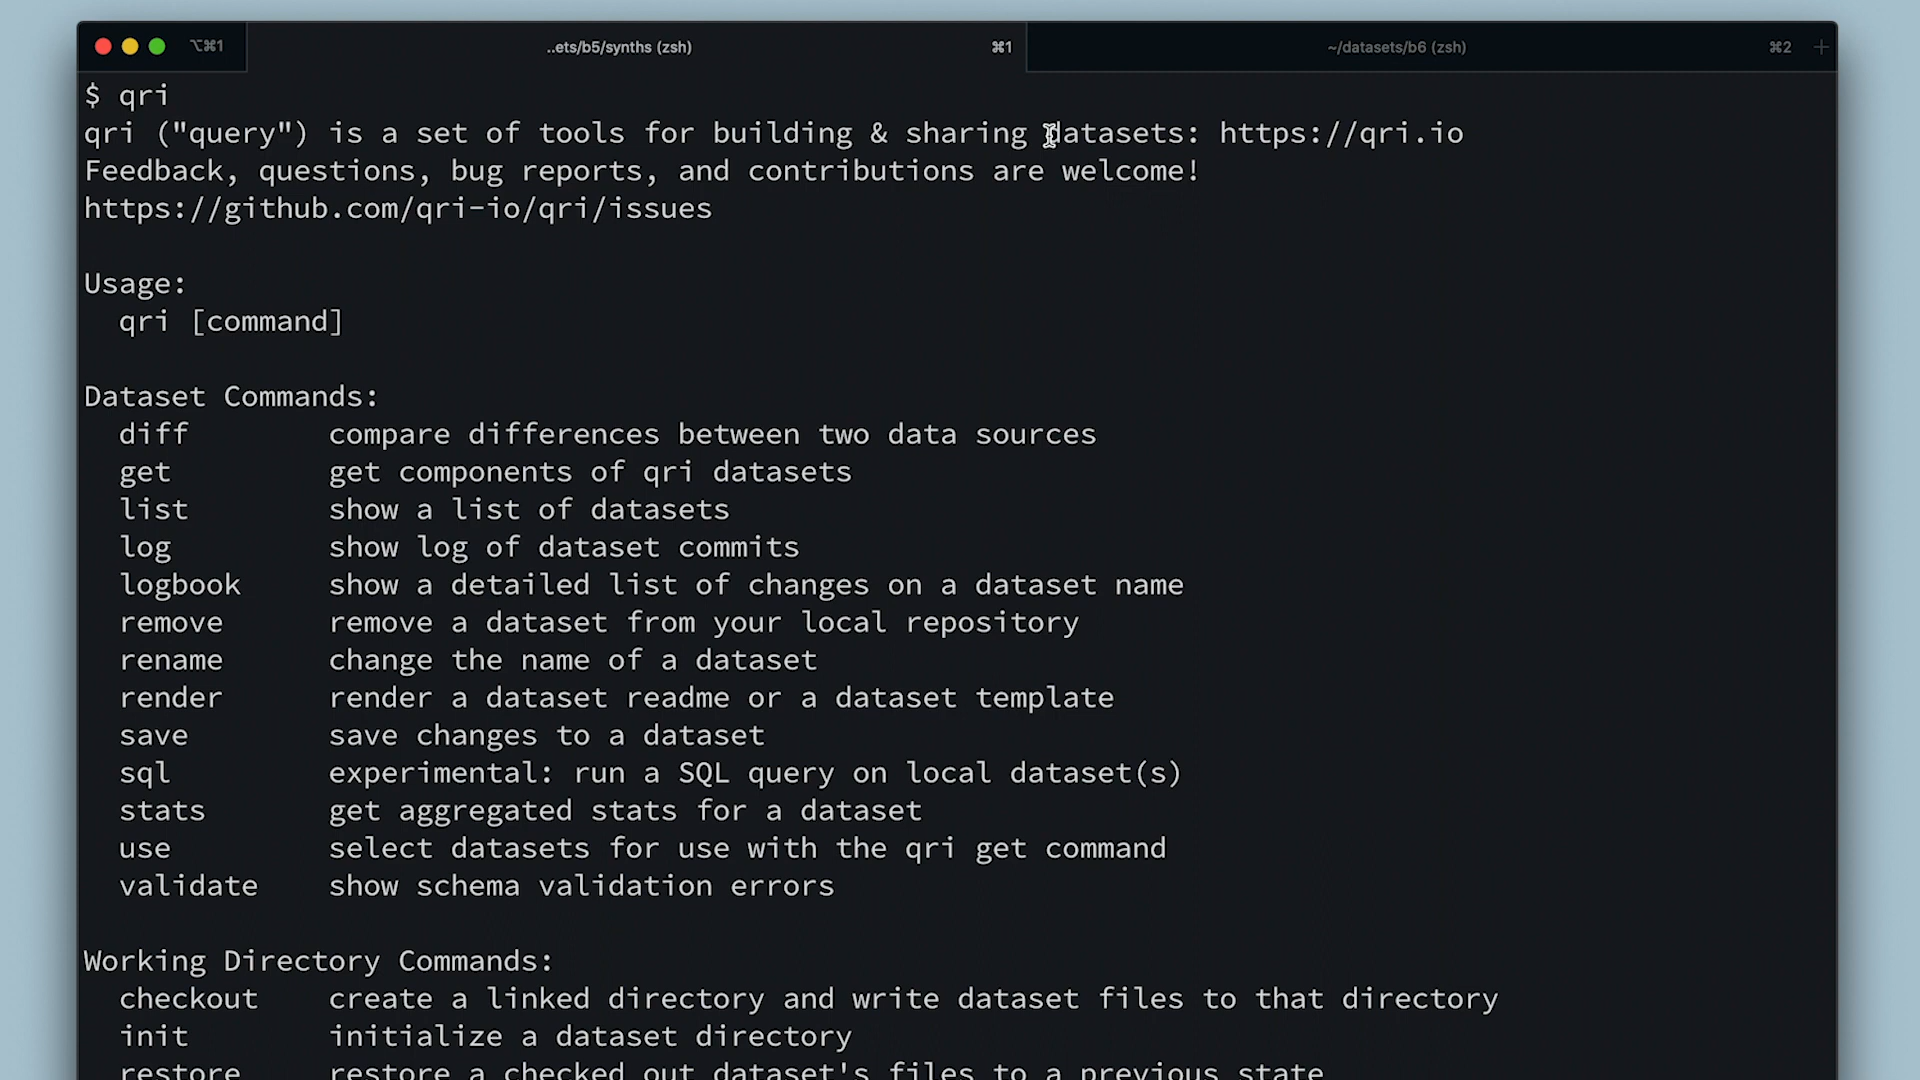 ⌥⌘1 ..ets/b5/synths (zsh) ⌘1 ~/datasets/b6 (zsh) ⌘2 +
$ qri
qri ("query") is a set of tools for building & sharing datasets: https://qri.io
Feedback, questions, bug reports, and contributions are welcome!
https://github.com/qri-io/qri/issues
Usage:
qri [command]
Dataset Commands:
diff compare differences between two data sources
get get components of qri datasets
list show a list of datasets
log show log of dataset commits
logbook show a detailed list of changes on a dataset name
remove remove a dataset from your local repository
rename change the name of a dataset
render render a dataset readme or a dataset template
save save changes to a dataset
sql experimental: run a SQL query on local dataset(s)
stats get aggregated stats for a dataset
use select datasets for use with the qri get command
validate show schema validation errors
Working Directory Commands:
checkout create a linked directory and write dataset files to that directory
init initialize a dataset directory
restore restore a checked out dataset's files to a previous state